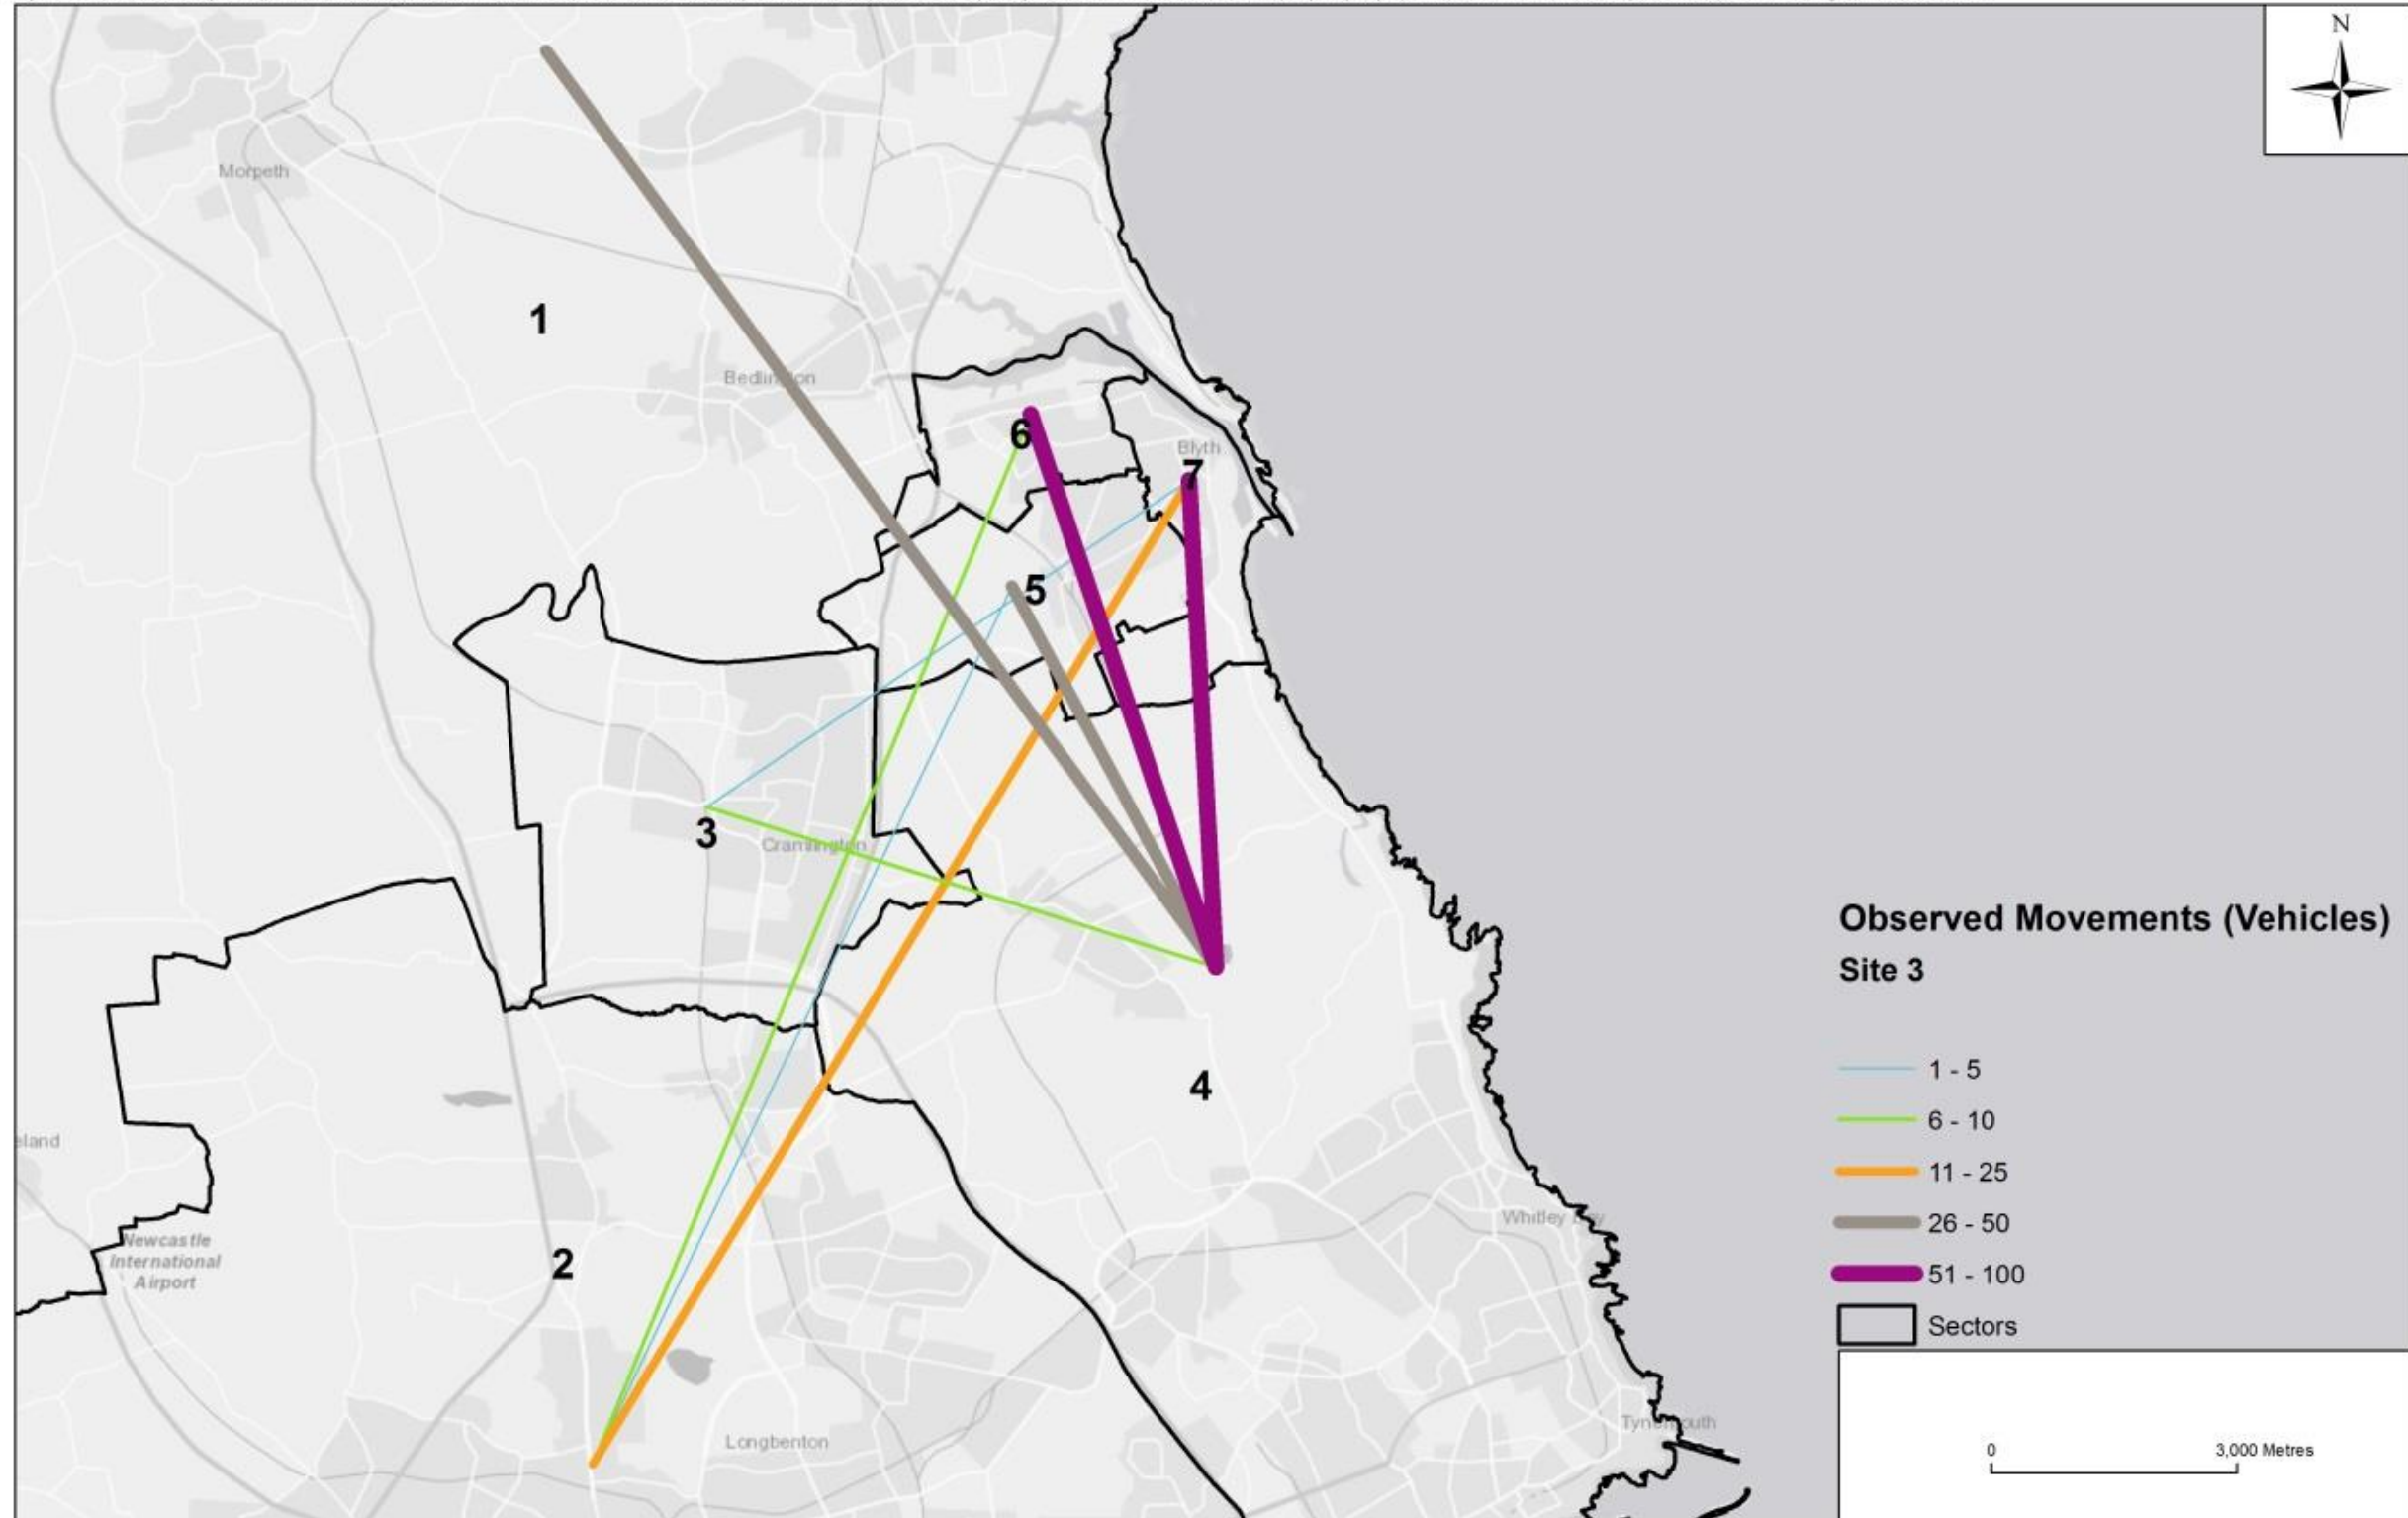 N
Morpeth
1
Bedlington
6
Blyth
7
5
3
Cramlington
4
2
eland
Newcastle
International
Airport
Whitley Bay
Longbenton
Tynemouth
Observed Movements (Vehicles)
Site 3
1 - 5
6 - 10
11 - 25
26 - 50
51 - 100
Sectors
0
3,000 Metres